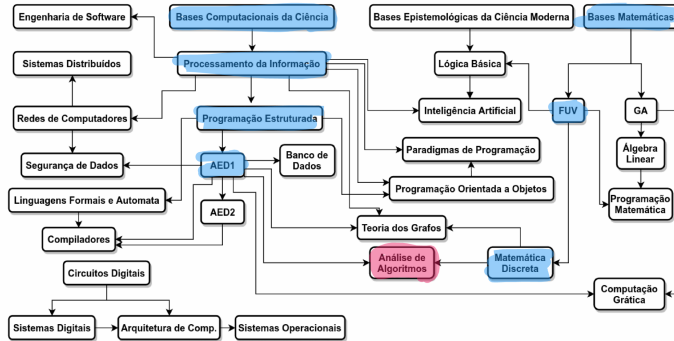 Engenharia de Software
Bases Computacionais da Ciência
Bases Epistemológicas da Ciência Moderna
Bases Matemáticas
Sistemas Distribuídos
Processamento da Informação
Lógica Básica
Redes de Computadores
Programação Estruturada
Inteligência Artificial
FUV
GA
Segurança de Dados
AED1
Banco de
Dados
Paradigmas de Programação
Álgebra
Linear
Linguagens Formais e Automata
AED2
Programação Orientada a Objetos
Programação
Matemática
Compiladores
Teoria dos Grafos
Circuitos Digitais
Análise de
Algoritmos
Matemática
Discreta
Computação
Grática
Sistemas Digitais
Arquitetura de Comp.
Sistemas Operacionais